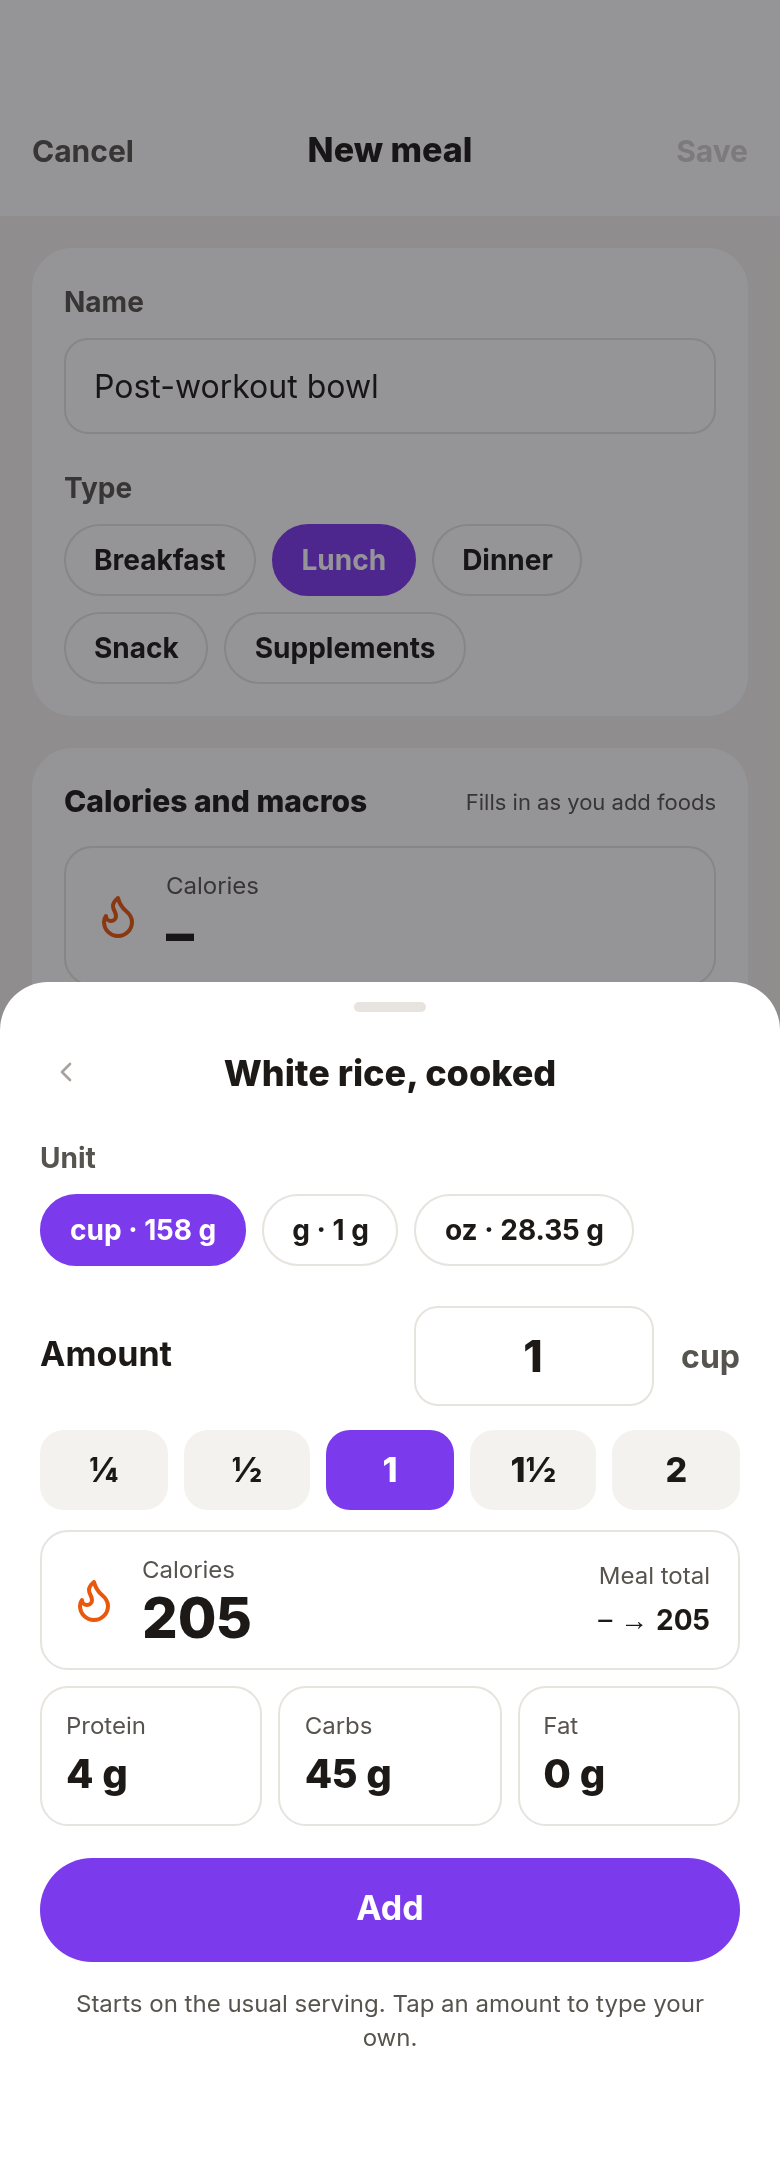 Cancel New meal Save
Name
Post-workout bowl
Type
Breakfast Lunch Dinner
Snack Supplements
Calories and macros Fills in as you add foods
Calories
–
White rice, cooked
Unit
cup · 158 g g · 1 g oz · 28.35 g
Amount 1 cup
¼ ½ 1 1½ 2
Calories Meal total
205 – → 205
Protein Carbs Fat
4 g 45 g 0 g
Add
Starts on the usual serving. Tap an amount to type your
own.